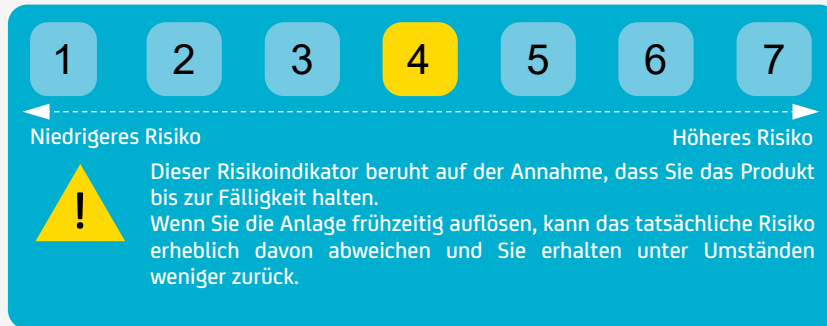 1 2 3 4 5 6 7
Niedrigeres Risiko Höheres Risiko
Dieser Risikoindikator beruht auf der Annahme, dass Sie das Produkt
! bis zur Fälligkeit halten.
Wenn Sie die Anlage frühzeitig auflösen, kann das tatsächliche Risiko
erheblich davon abweichen und Sie erhalten unter Umständen
weniger zurück.